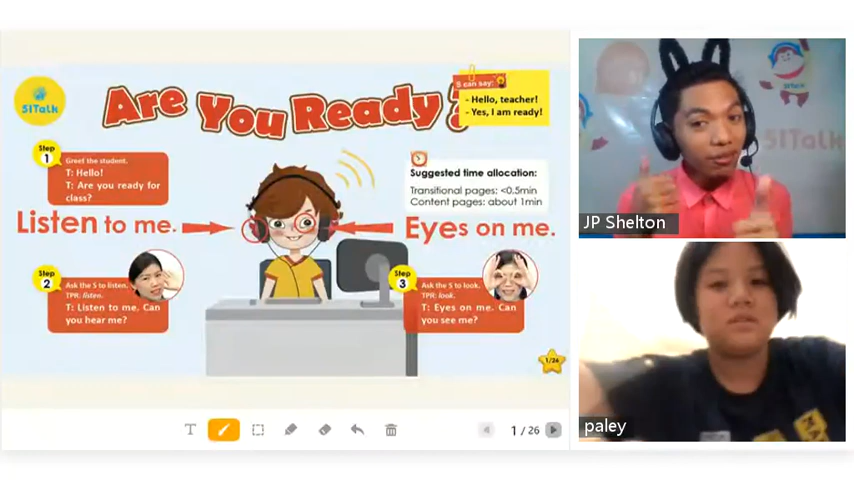 51Talk
Are You Ready?
S can say:
- Hello, teacher!
- Yes, I am ready!
Step
1
Greet the student.
T: Hello!
T: Are you ready for
class?
Suggested time allocation:
Transitional pages: <0.5min
Content pages: about 1min
Listen to me.
Eyes on me.
Step
2
Ask the S to listen.
TPR: listen.
T: Listen to me. Can
you hear me?
Step
3
Ask the S to look.
TPR: look.
T: Eyes on me. Can
you see me?
1/26
T
1 / 26
51Talk
JP Shelton
paley